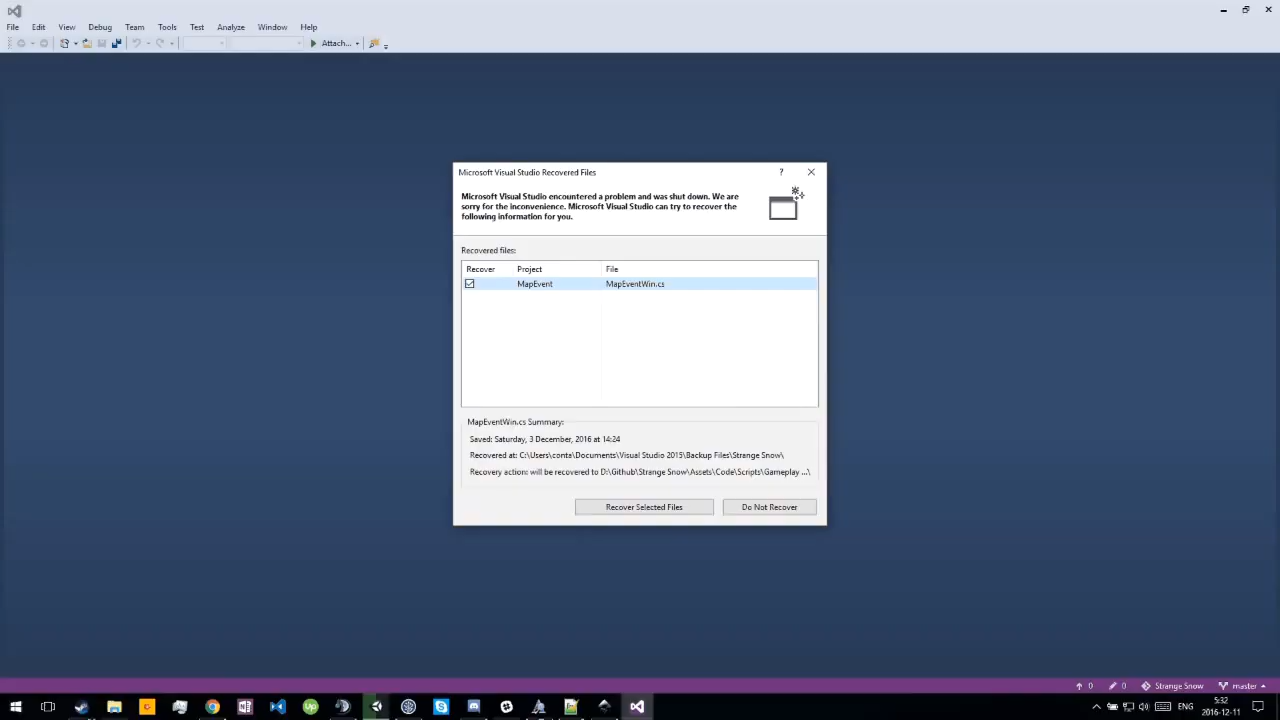 File Edit View Debug Team Tools Test Analyze Window Help
Attach...
Microsoft Visual Studio Recovered Files ?
Microsoft Visual Studio encountered a problem and was shut down. We are
sorry for the inconvenience. Microsoft Visual Studio can try to recover the
following information for you.
Recovered files:
Recover Project File
MapEvent MapEventWin.cs
MapEventWin.cs Summary:
Saved: Saturday, 3 December, 2016 at 14:24
Recovered at: C:\Users\conta\Documents\Visual Studio 2015\Backup Files\Strange Snow\
Recovery action: will be recovered to D:\Github\Strange Snow\Assets\Code\Scripts\Gameplay ...\
Recover Selected Files Do Not Recover
0 0 Strange Snow master
Up ENG 5:32
2016-12-11